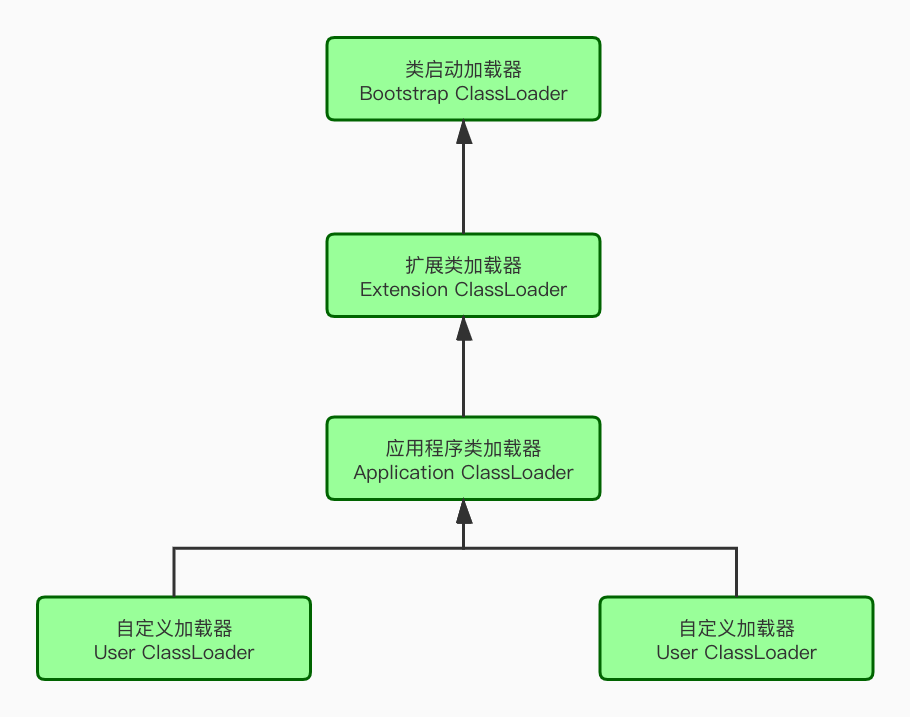 类启动加载器
Bootstrap ClassLoader
扩展类加载器
Extension ClassLoader
应用程序类加载器
Application ClassLoader
自定义加载器
User ClassLoader
自定义加载器
User ClassLoader